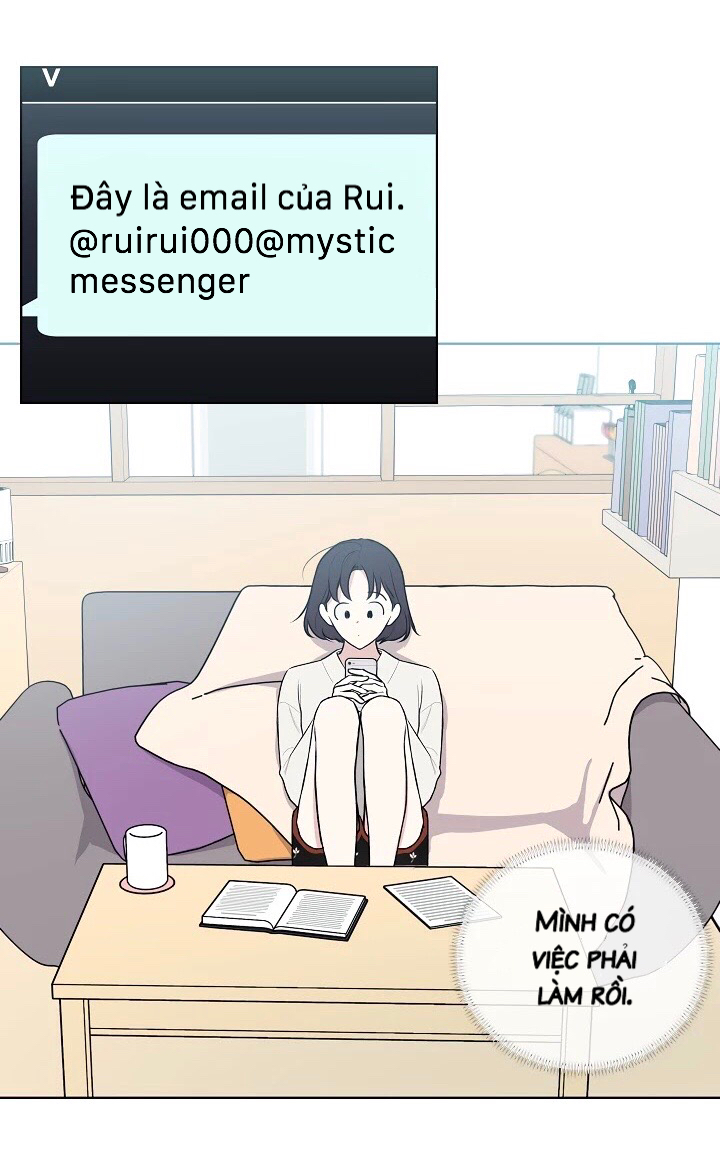 V
Đây là email của Rui.
@ruirui000@mystic
messenger
MÌNH CÓ
VIỆC PHẢI
LÀM RỒI.